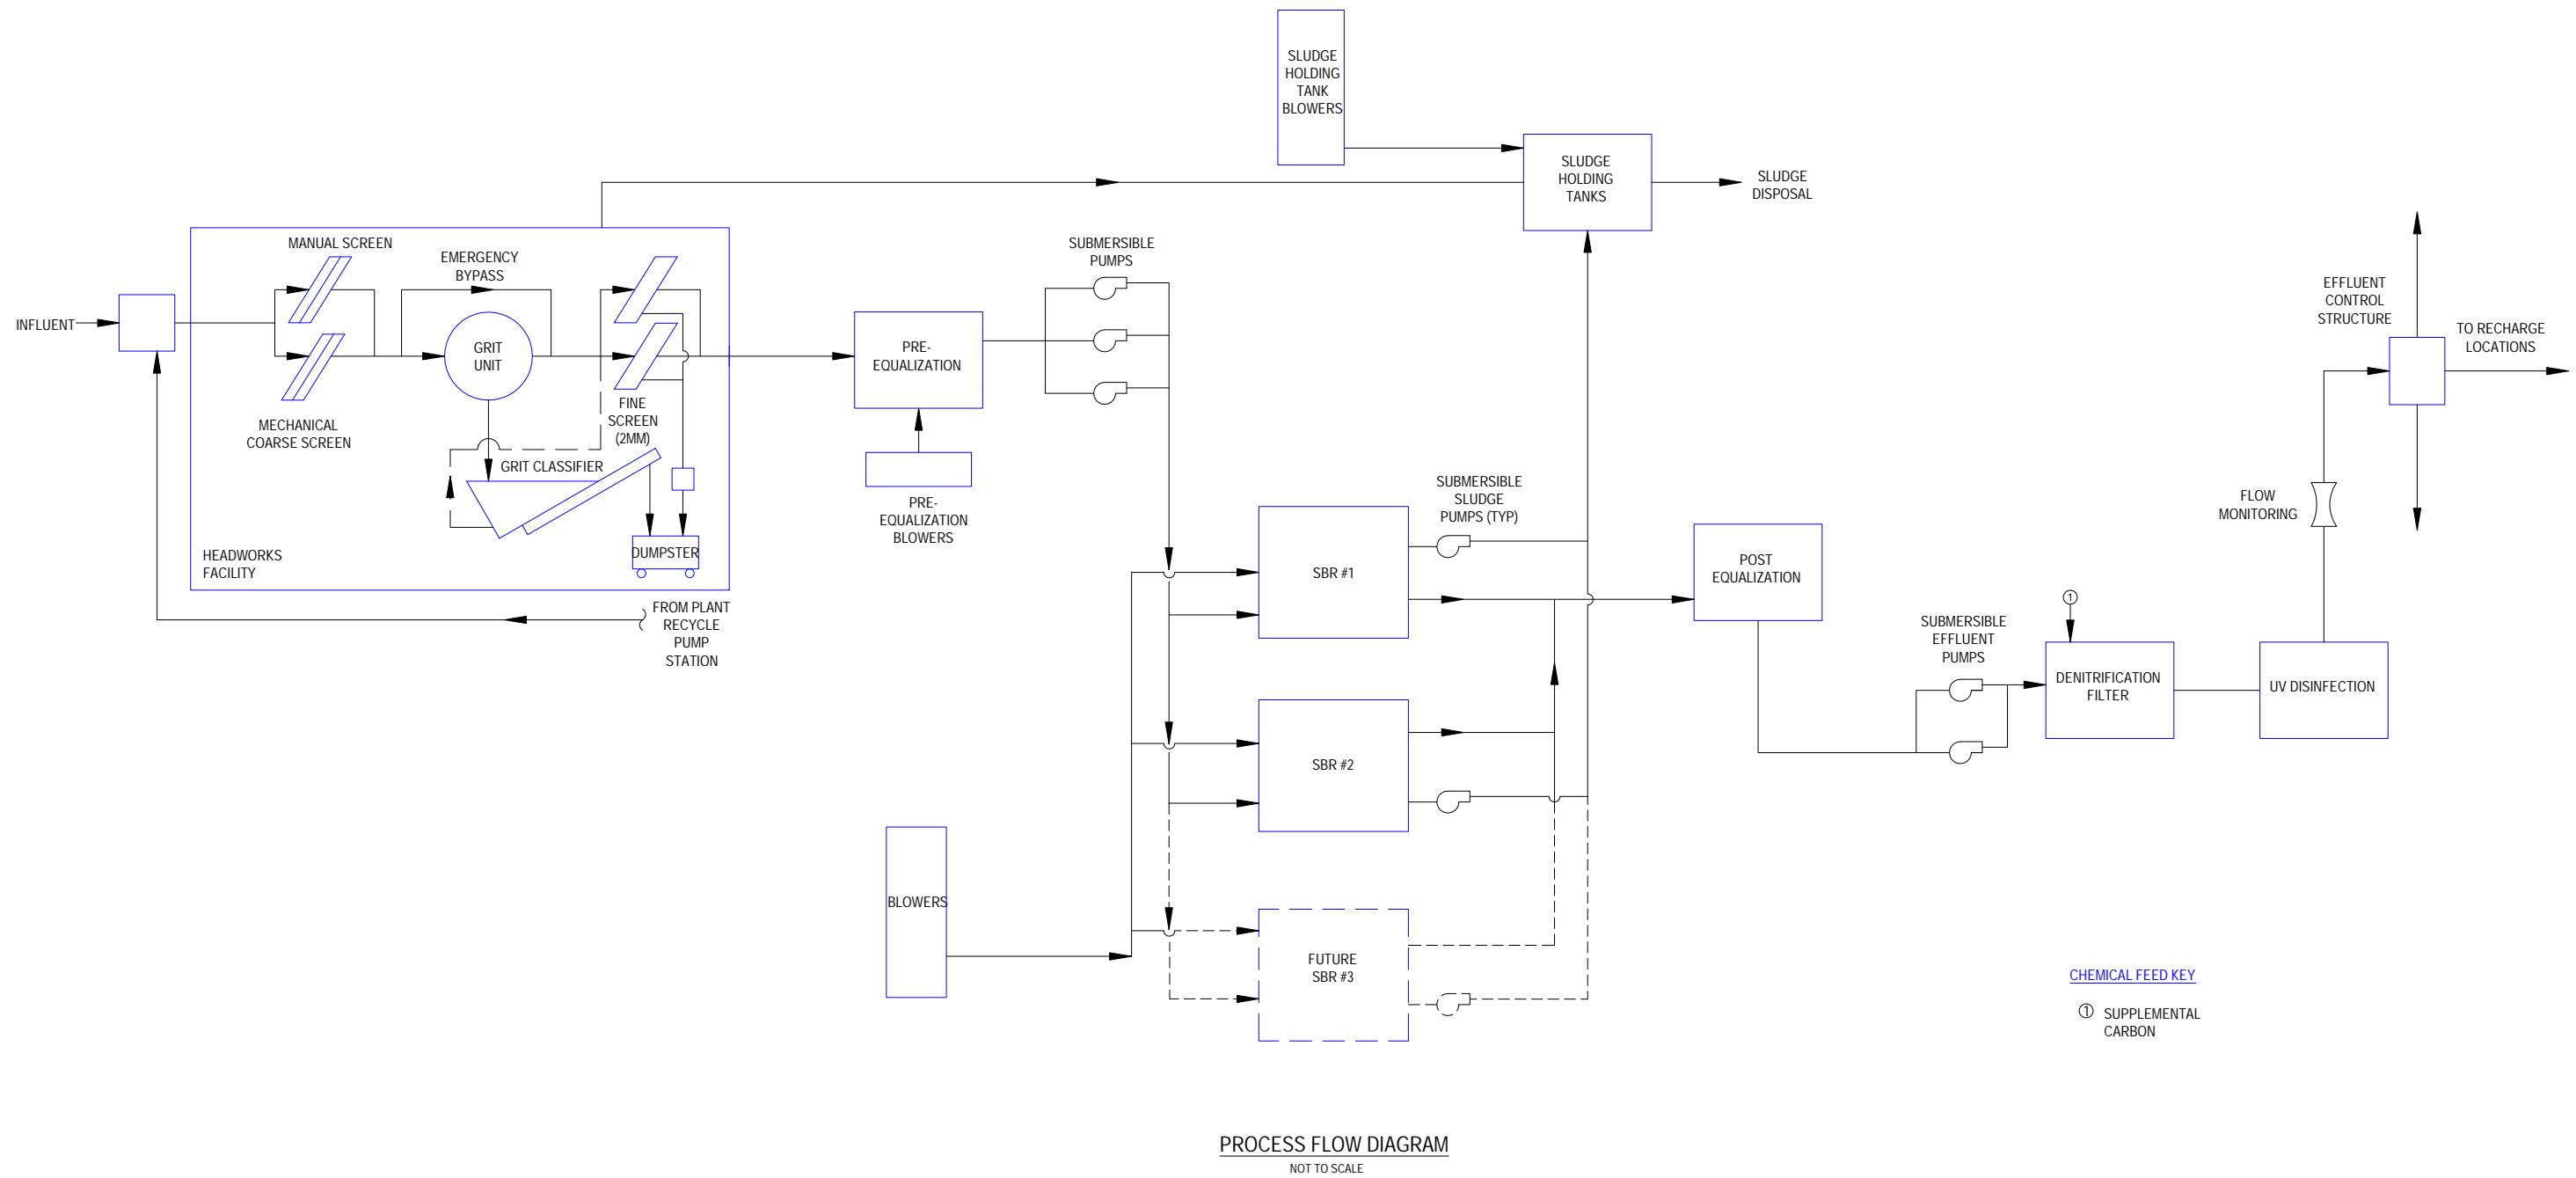 SLUDGE
HOLDING
TANK
BLOWERS
SLUDGE
HOLDING
TANKS
SLUDGE
DISPOSAL
MANUAL SCREEN
EMERGENCY
BYPASS
SUBMERSIBLE
PUMPS
INFLUENT
GRIT
UNIT
PRE-
EQUALIZATION
MECHANICAL
COARSE SCREEN
FINE
SCREEN
(2MM)
GRIT CLASSIFIER
DUMPSTER
HEADWORKS
FACILITY
PRE-
EQUALIZATION
BLOWERS
FROM PLANT
RECYCLE
PUMP
STATION
SUBMERSIBLE
SLUDGE
PUMPS (TYP)
SBR #1
SBR #2
FUTURE
SBR #3
BLOWERS
POST
EQUALIZATION
SUBMERSIBLE
EFFLUENT
PUMPS
1
DENITRIFICATION
FILTER
UV DISINFECTION
FLOW
MONITORING
EFFLUENT
CONTROL
STRUCTURE
TO RECHARGE
LOCATIONS
CHEMICAL FEED KEY
1 SUPPLEMENTAL
CARBON
PROCESS FLOW DIAGRAM
NOT TO SCALE